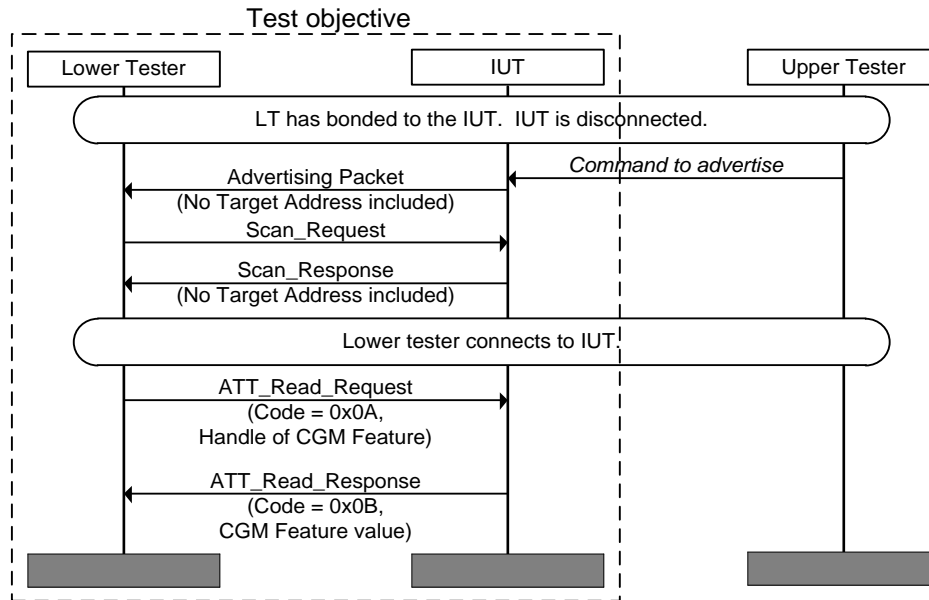 Test objective
Lower Tester
IUT
Upper Tester
LT has bonded to the IUT. IUT is disconnected.
Command to advertise
Advertising Packet
(No Target Address included)
Scan_Request
Scan_Response
(No Target Address included)
Lower tester connects to IUT.
ATT_Read_Request
(Code = 0x0A,
Handle of CGM Feature)
ATT_Read_Response
(Code = 0x0B,
CGM Feature value)